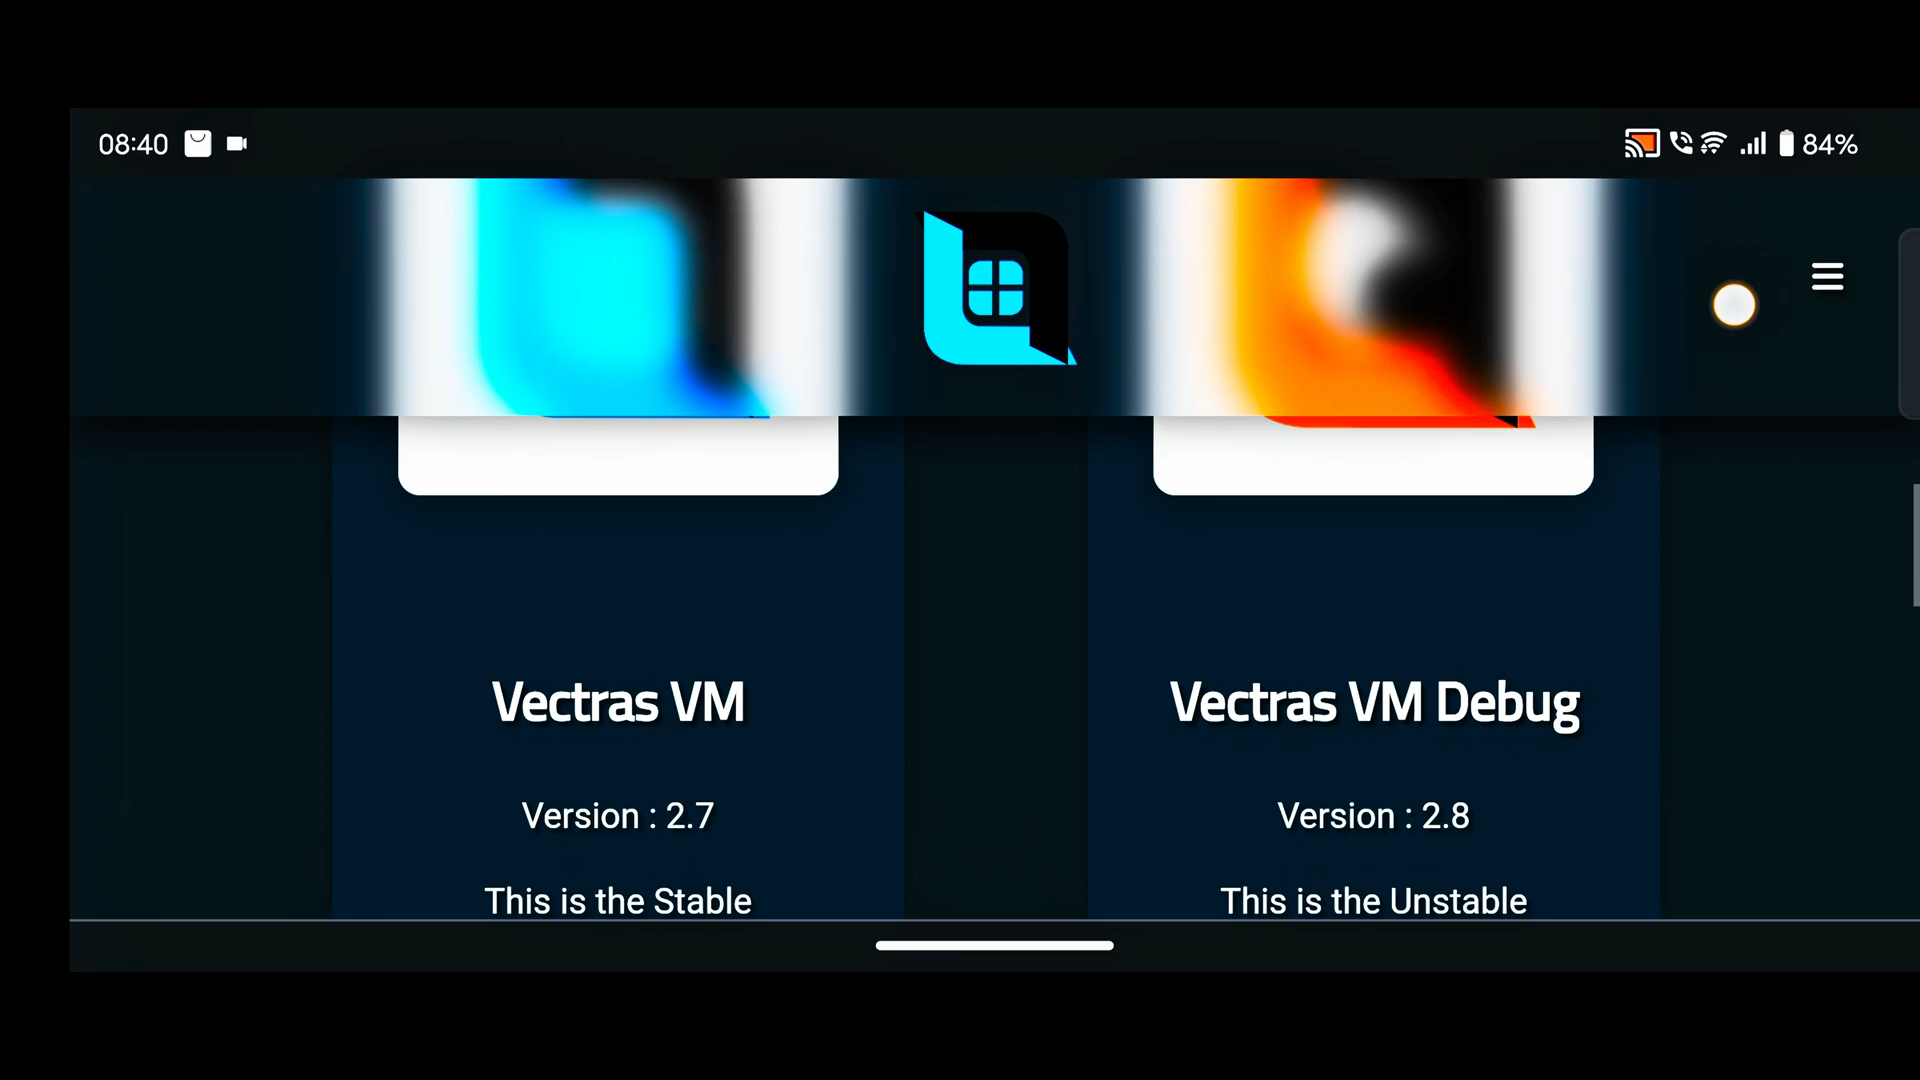 08:40
84%
Vectras VM
Version : 2.7
This is the Stable
Vectras VM Debug
Version : 2.8
This is the Unstable